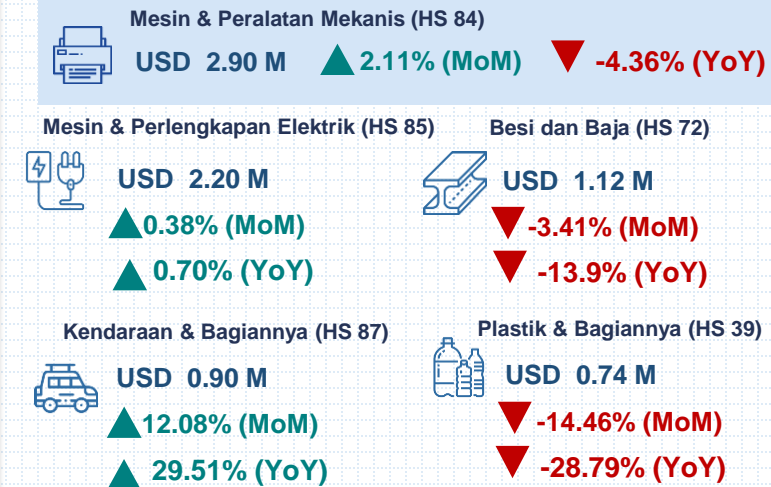 Mesin & Peralatan Mekanis (HS 84)
USD 2.90 M 2.11% (MoM) -4.36% (YoY)
Mesin & Perlengkapan Elektrik (HS 85)
USD 2.20 M
0.38% (MoM)
0.70% (YoY)
Besi dan Baja (HS 72)
USD 1.12 M
-3.41% (MoM)
-13.9% (YoY)
Kendaraan & Bagiannya (HS 87)
USD 0.90 M
12.08% (MoM)
29.51% (YoY)
Plastik & Bagiannya (HS 39)
USD 0.74 M
-14.46% (MoM)
-28.79% (YoY)